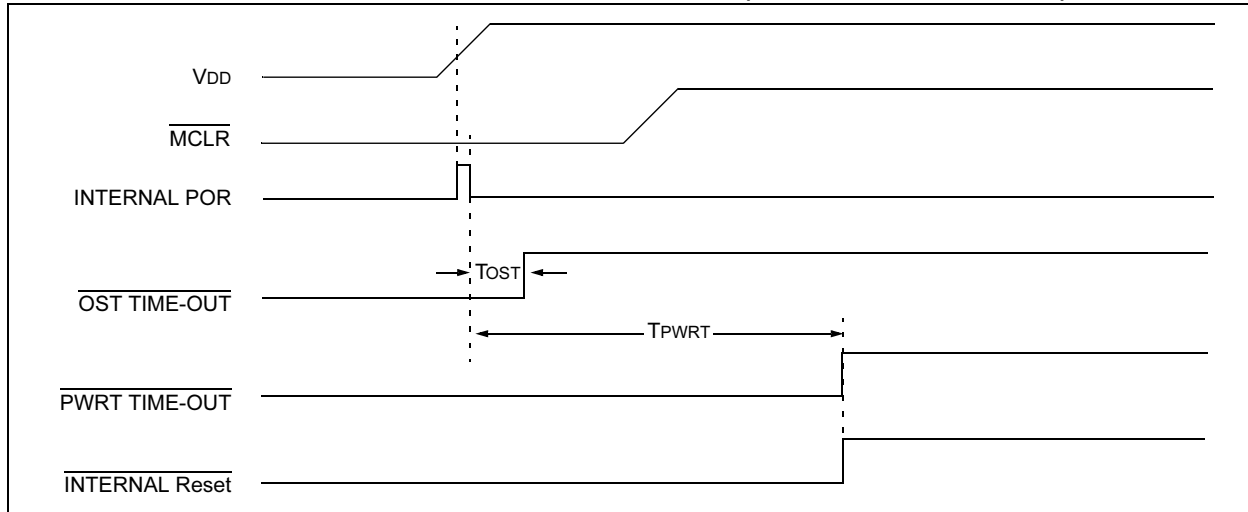 VDD
MCLR
INTERNAL POR
TOST
OST TIME-OUT
TPWRT
PWRT TIME-OUT
INTERNAL Reset